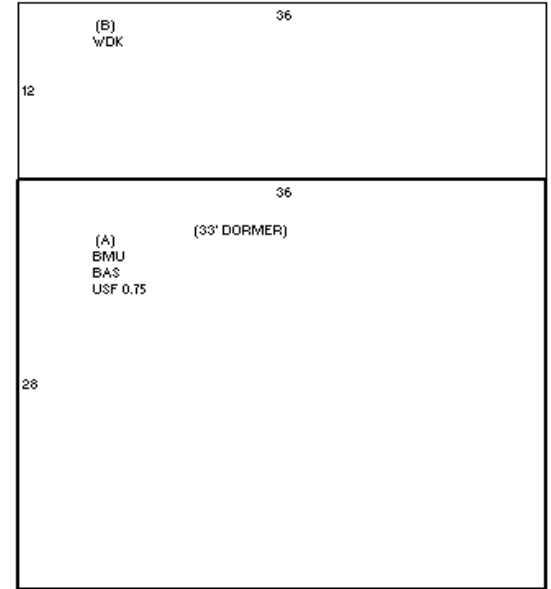 36
(B)
WDK
12
36
(33' DORMER)
(A)
BMU
BAS
USF 0.75
28